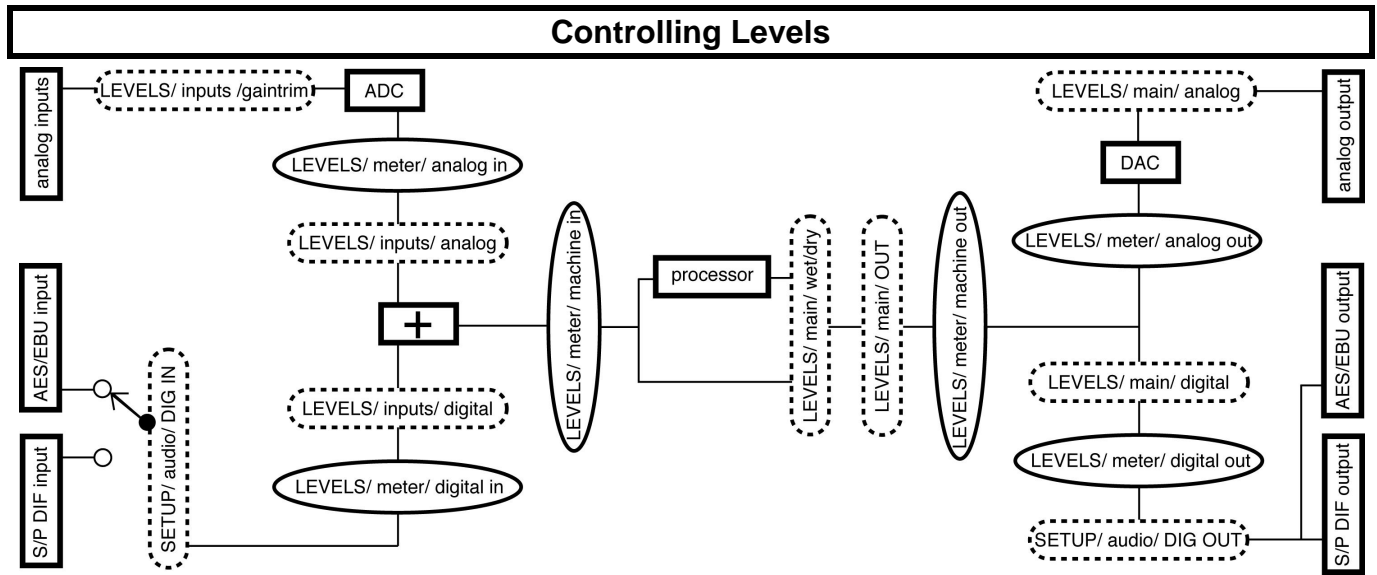 Controlling Levels
analog inputs
LEVELS/ inputs /gaintrim
ADC
LEVELS/ meter/ analog in
LEVELS/ inputs/ analog
+
AES/EBU input
S/P DIF input
SETUP/ audio/ DIG IN
LEVELS/ inputs/ digital
LEVELS/ meter/ digital in
LEVELS/ meter/ machine in
processor
LEVELS/ main/ wet/dry
LEVELS/ main/ OUT
LEVELS/ meter/ machine out
LEVELS/ main/ analog
analog output
DAC
LEVELS/ meter/ analog out
LEVELS/ main/ digital
LEVELS/ meter/ digital out
SETUP/ audio/ DIG OUT
AES/EBU output
S/P DIF output